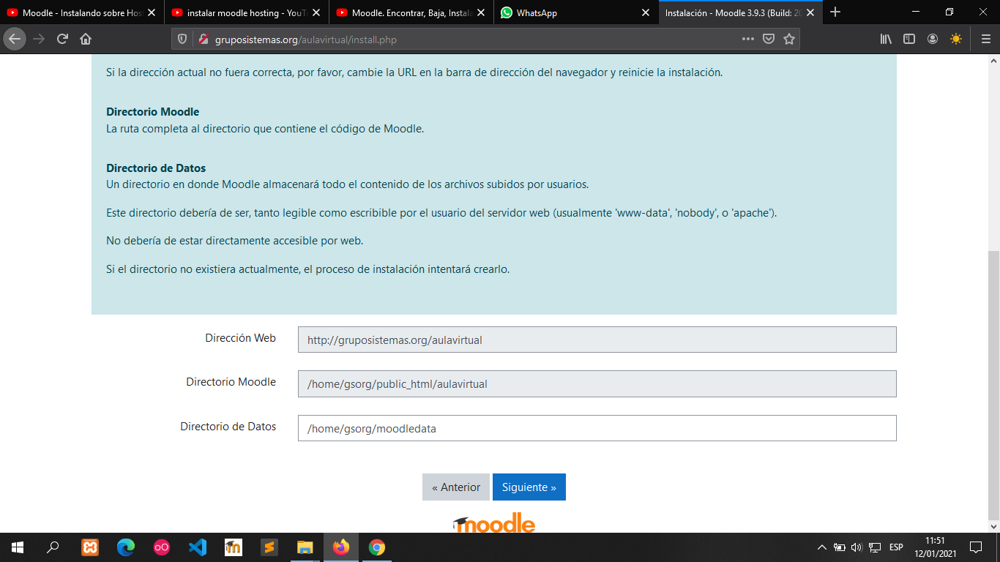 Moodle - Instalando sobre Hos
instalar moodle hosting - YouT
Moodle. Encontrar, Baja, Instala
WhatsApp
Instalación - Moodle 3.9.3 (Build: 20
gruposistemas.org/aulavirtual/install.php
Si la dirección actual no fuera correcta, por favor, cambie la URL en la barra de dirección del navegador y reinicie la instalación.
Directorio Moodle
La ruta completa al directorio que contiene el código de Moodle.
Directorio de Datos
Un directorio en donde Moodle almacenará todo el contenido de los archivos subidos por usuarios.
Este directorio debería de ser, tanto legible como escribible por el usuario del servidor web (usualmente 'www-data', 'nobody', o 'apache').
No debería de estar directamente accesible por web.
Si el directorio no existiera actualmente, el proceso de instalación intentará crearlo.
Dirección Web
http://gruposistemas.org/aulavirtual
Directorio Moodle
/home/gsorg/public_html/aulavirtual
Directorio de Datos
/home/gsorg/moodledata
« Anterior
Siguiente »
moodle
ESP
11:51
12/01/2021